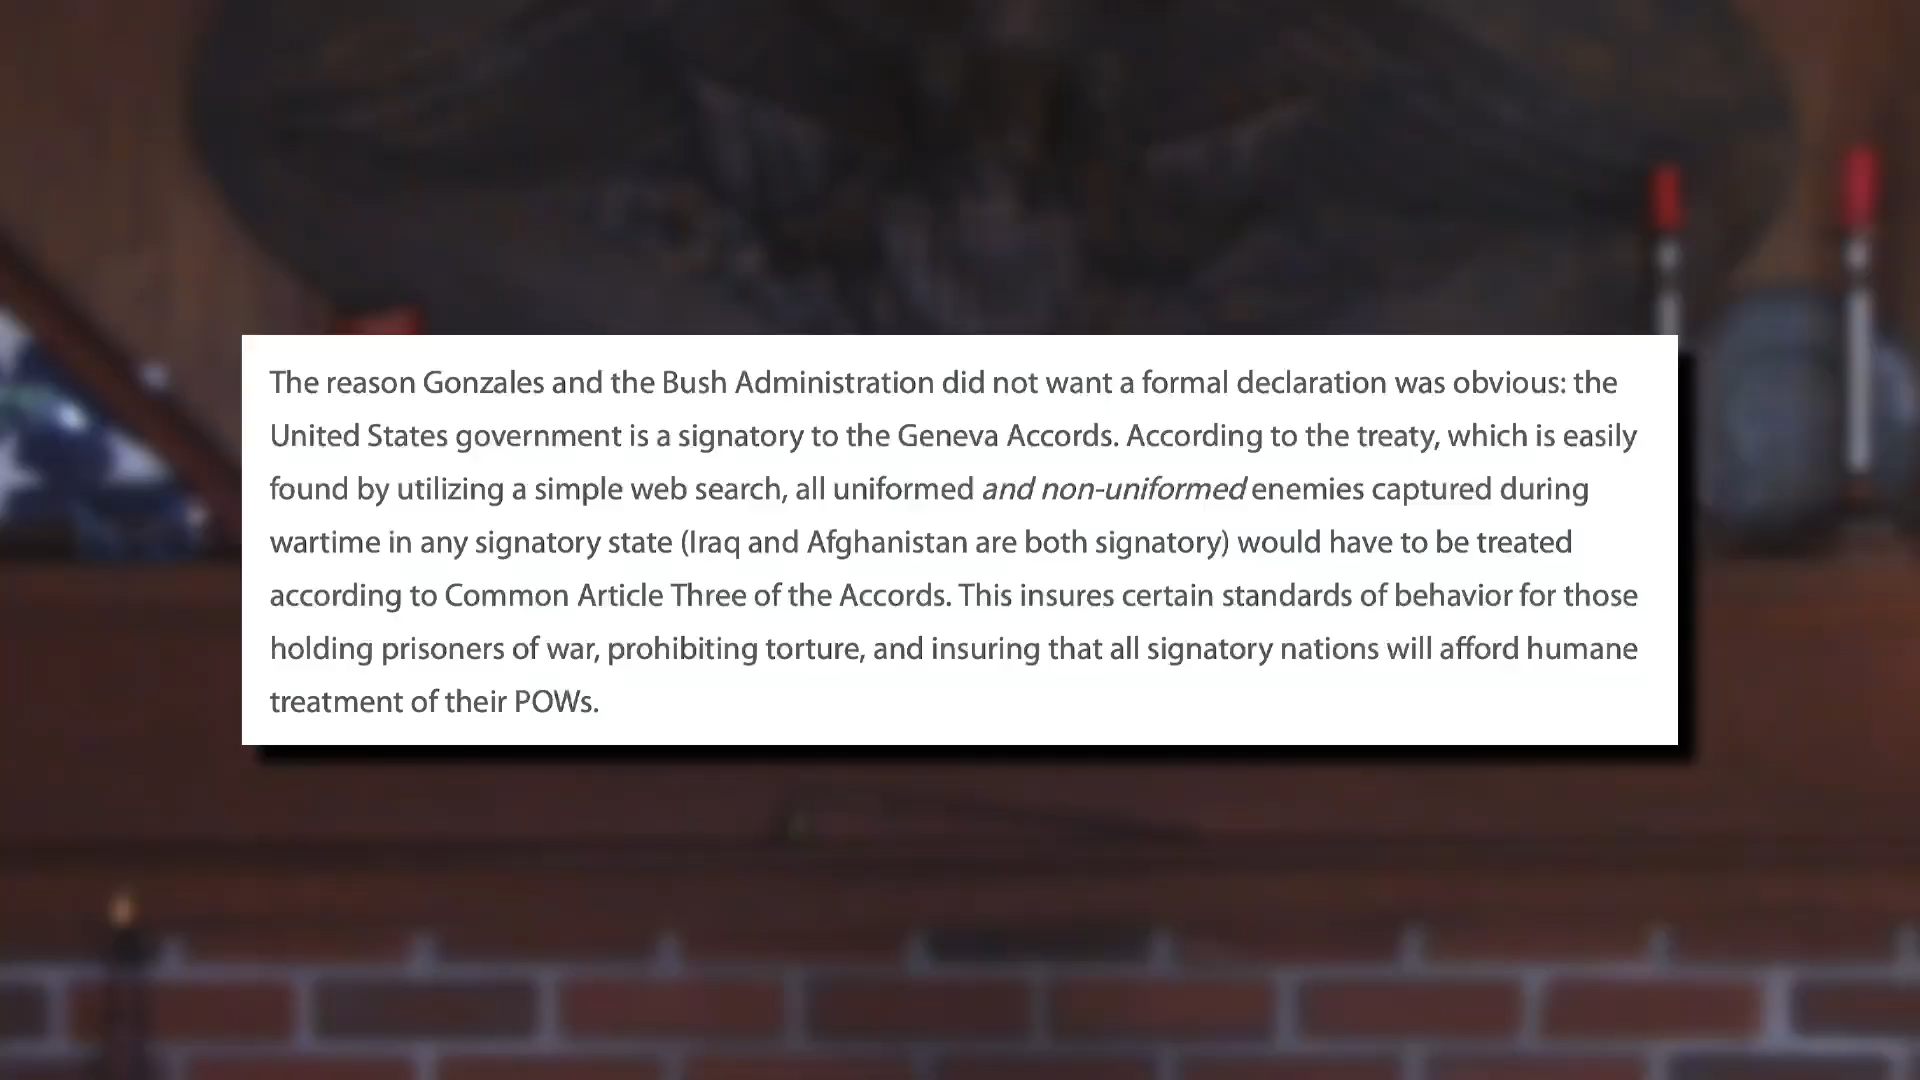 The reason Gonzales and the Bush Administration did not want a formal declaration was obvious: the
United States government is a signatory to the Geneva Accords. According to the treaty, which is easily
found by utilizing a simple web search, all uniformed and non-uniformed enemies captured during
wartime in any signatory state (Iraq and Afghanistan are both signatory) would have to be treated
according to Common Article Three of the Accords. This insures certain standards of behavior for those
holding prisoners of war, prohibiting torture, and insuring that all signatory nations will afford humane
treatment of their POWs.